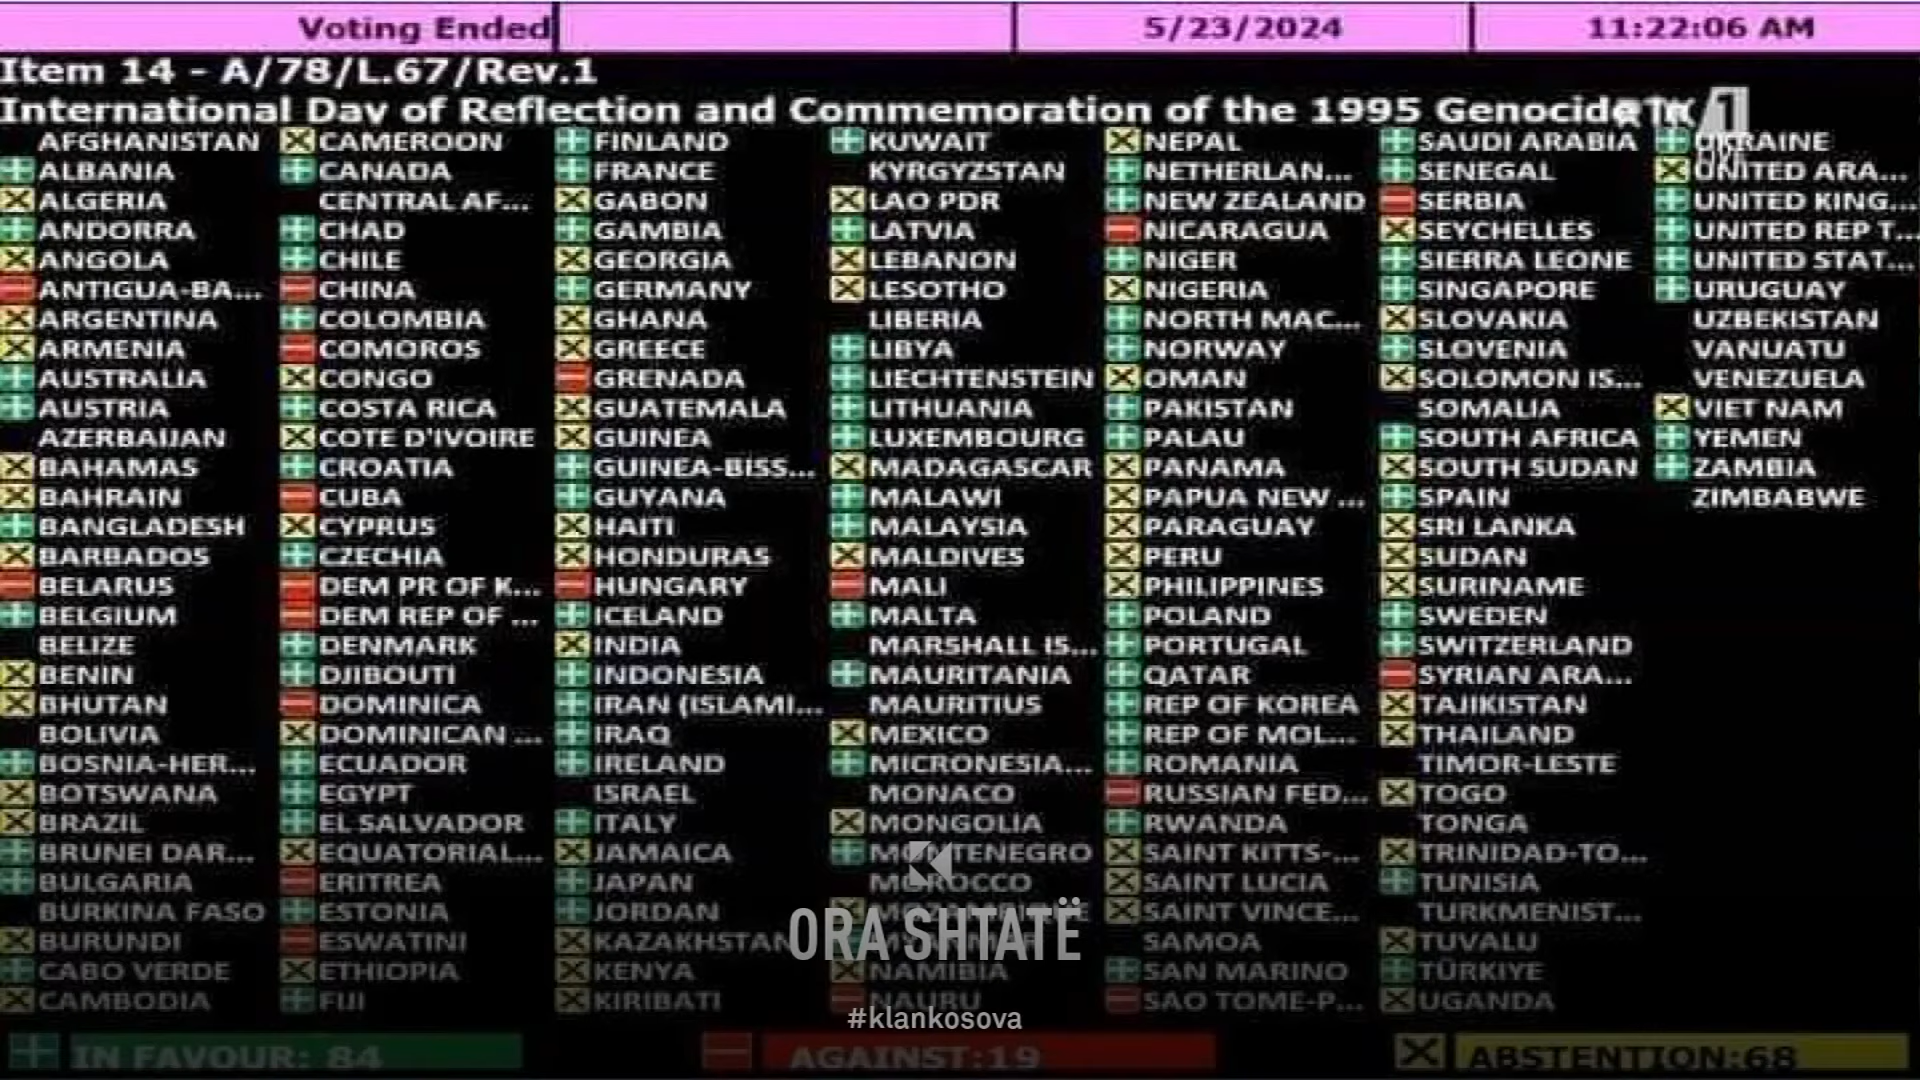 Voting Ended 5/23/2024 11:22:06 AM
Item 14 - A/78/L.67/Rev.1
International Day of Reflection and Commemoration of the 1995 Genocide
AFGHANISTAN
ALBANIA
ALGERIA
ANDORRA
ANGOLA
ANTIGUA-BA...
ARGENTINA
ARMENIA
AUSTRALIA
AUSTRIA
AZERBAIJAN
BAHAMAS
BAHRAIN
BANGLADESH
BARBADOS
BELARUS
BELGIUM
BELIZE
BENIN
BHUTAN
BOLIVIA
BOSNIA-HER...
BOTSWANA
BRAZIL
BRUNEI DAR...
BULGARIA
BURKINA FASO
BURUNDI
CABO VERDE
CAMBODIA
CAMEROON
CANADA
CENTRAL AF...
CHAD
CHILE
CHINA
COLOMBIA
COMOROS
CONGO
COSTA RICA
COTE D'IVOIRE
CROATIA
CUBA
CYPRUS
CZECHIA
DEM PR OF K...
DEM REP OF ...
DENMARK
DJIBOUTI
DOMINICA
DOMINICAN ...
ECUADOR
EGYPT
EL SALVADOR
EQUATORIAL...
ERITREA
ESTONIA
ESWATINI
ETHIOPIA
FIJI
FINLAND
FRANCE
GABON
GAMBIA
GEORGIA
GERMANY
GHANA
GREECE
GRENADA
GUATEMALA
GUINEA
GUINEA-BISS...
GUYANA
HAITI
HONDURAS
HUNGARY
ICELAND
INDIA
INDONESIA
IRAN (ISLAMI...
IRAQ
IRELAND
ISRAEL
ITALY
JAMAICA
JAPAN
JORDAN
KAZAKHSTAN
KENYA
KIRIBATI
KUWAIT
KYRGYZSTAN
LAO PDR
LATVIA
LEBANON
LESOTHO
LIBERIA
LIBYA
LIECHTENSTEIN
LITHUANIA
LUXEMBOURG
MADAGASCAR
MALAWI
MALAYSIA
MALDIVES
MALI
MALTA
MARSHALL IS...
MAURITANIA
MAURITIUS
MEXICO
MICRONESIA...
MONACO
MONGOLIA
MONTENEGRO
MOROCCO
MOZAMBIQUE
MYANMAR
NAMIBIA
NAURU
NEPAL
NETHERLAN...
NEW ZEALAND
NICARAGUA
NIGER
NIGERIA
NORTH MAC...
NORWAY
OMAN
PAKISTAN
PALAU
PANAMA
PAPUA NEW ...
PARAGUAY
PERU
PHILIPPINES
POLAND
PORTUGAL
QATAR
REP OF KOREA
REP OF MOL...
ROMANIA
RUSSIAN FED...
RWANDA
SAINT KITTS-...
SAINT LUCIA
SAINT VINCE...
SAMOA
SAN MARINO
SAO TOME-P...
SAUDI ARABIA
SENEGAL
SERBIA
SEYCHELLES
SIERRA LEONE
SINGAPORE
SLOVAKIA
SLOVENIA
SOLOMON IS...
SOMALIA
SOUTH AFRICA
SOUTH SUDAN
SPAIN
SRI LANKA
SUDAN
SURINAME
SWEDEN
SWITZERLAND
SYRIAN ARA...
TAJIKISTAN
THAILAND
TIMOR-LESTE
TOGO
TONGA
TRINIDAD-TO...
TUNISIA
TURKMENIST...
TUVALU
TÜRKIYE
UGANDA
UKRAINE
UNITED ARA...
UNITED KING...
UNITED REP T...
UNITED STAT...
URUGUAY
UZBEKISTAN
VANUATU
VENEZUELA
VIET NAM
YEMEN
ZAMBIA
ZIMBABWE
ORA SHTATË
#klankosova
IN FAVOUR: 84 AGAINST:19 ABSTENTION:68